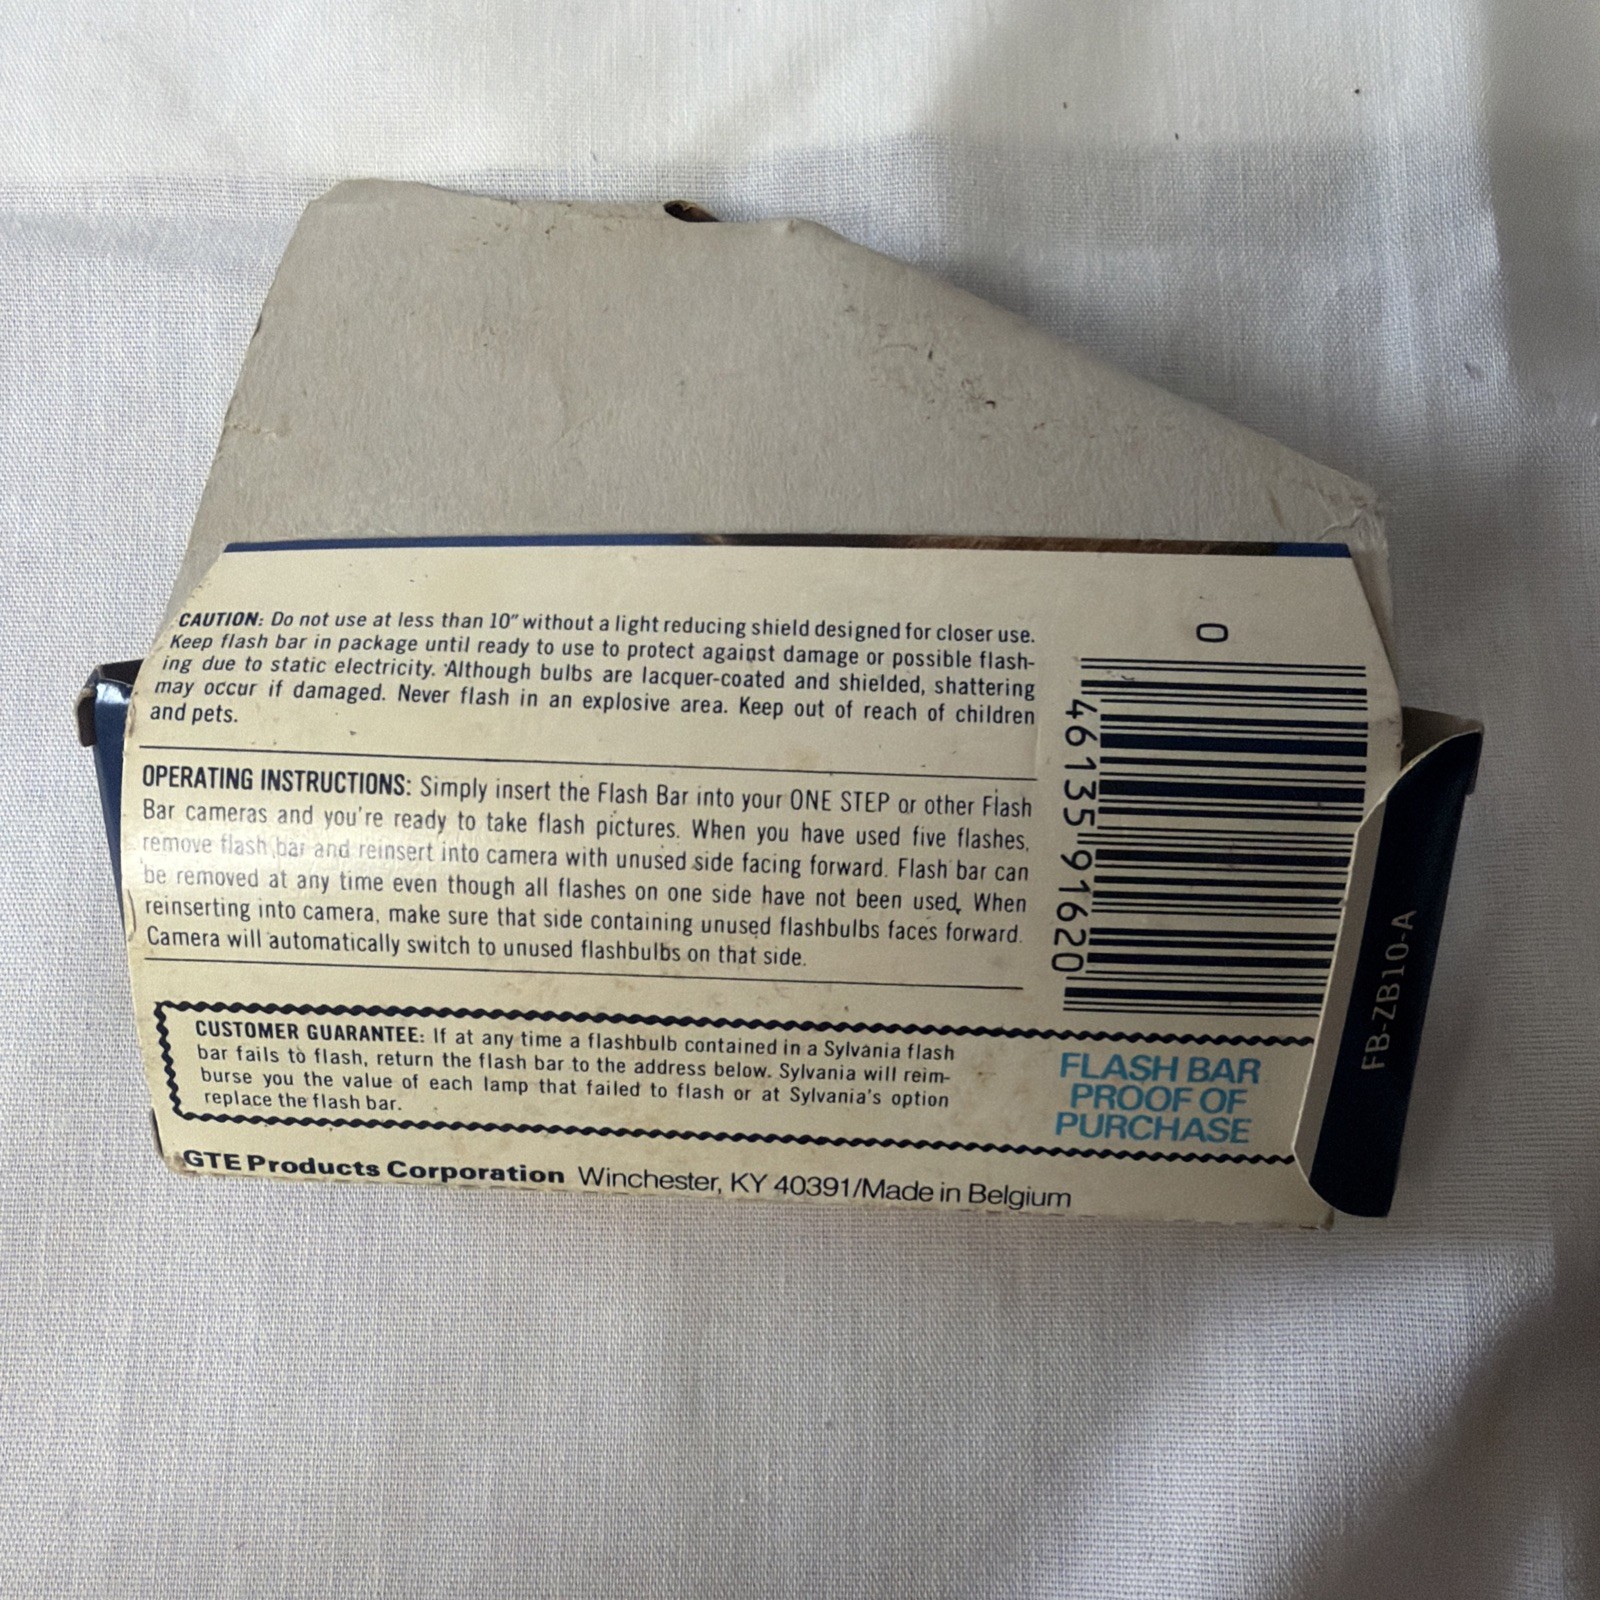 CAUTION: Do not use at less than 10" without a light reducing shield designed for closer use.
Keep flash bar in package until ready to use to protect against damage or possible flash-
ing due to static electricity. Although bulbs are lacquer-coated and shielded, shattering
may occur if damaged. Never flash in an explosive area. Keep out of reach of children
and pets.
OPERATING INSTRUCTIONS: Simply insert the Flash Bar into your ONE STEP or other Flash
Bar cameras and you're ready to take flash pictures. When you have used five flashes,
remove flash bar and reinsert into camera with unused side facing forward. Flash bar can
be removed at any time even though all flashes on one side have not been used. When
reinserting into camera, make sure that side containing unused flashbulbs faces forward.
Camera will automatically switch to unused flashbulbs on that side.
CUSTOMER GUARANTEE: If at any time a flashbulb contained in a Sylvania flash
bar fails to flash, return the flash bar to the address below. Sylvania will reim-
burse you the value of each lamp that failed to flash or at Sylvania's option
replace the flash bar.
FLASH BAR
PROOF OF
PURCHASE
GTE Products Corporation Winchester, KY 40391/Made in Belgium
0 46135 91620
FB-ZB10-A